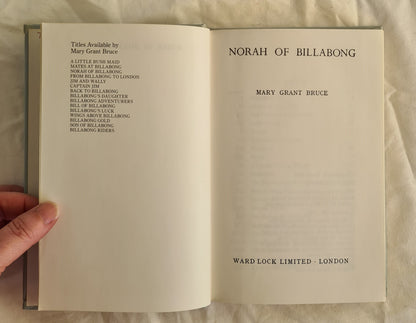 Titles Available by
Mary Grant Bruce
A LITTLE BUSH MAID
MATES AT BILLABONG
NORAH OF BILLABONG
FROM BILLABONG TO LONDON
JIM AND WALLY
CAPTAIN JIM
BACK TO BILLABONG
BILLABONG'S DAUGHTER
BILLABONG ADVENTURERS
BILL OF BILLABONG
BILLABONG'S LUCK
WINGS ABOVE BILLABONG
BILLABONG GOLD
SON OF BILLABONG
BILLABONG RIDERS
NORAH OF BILLABONG
MARY GRANT BRUCE
WARD LOCK LIMITED · LONDON